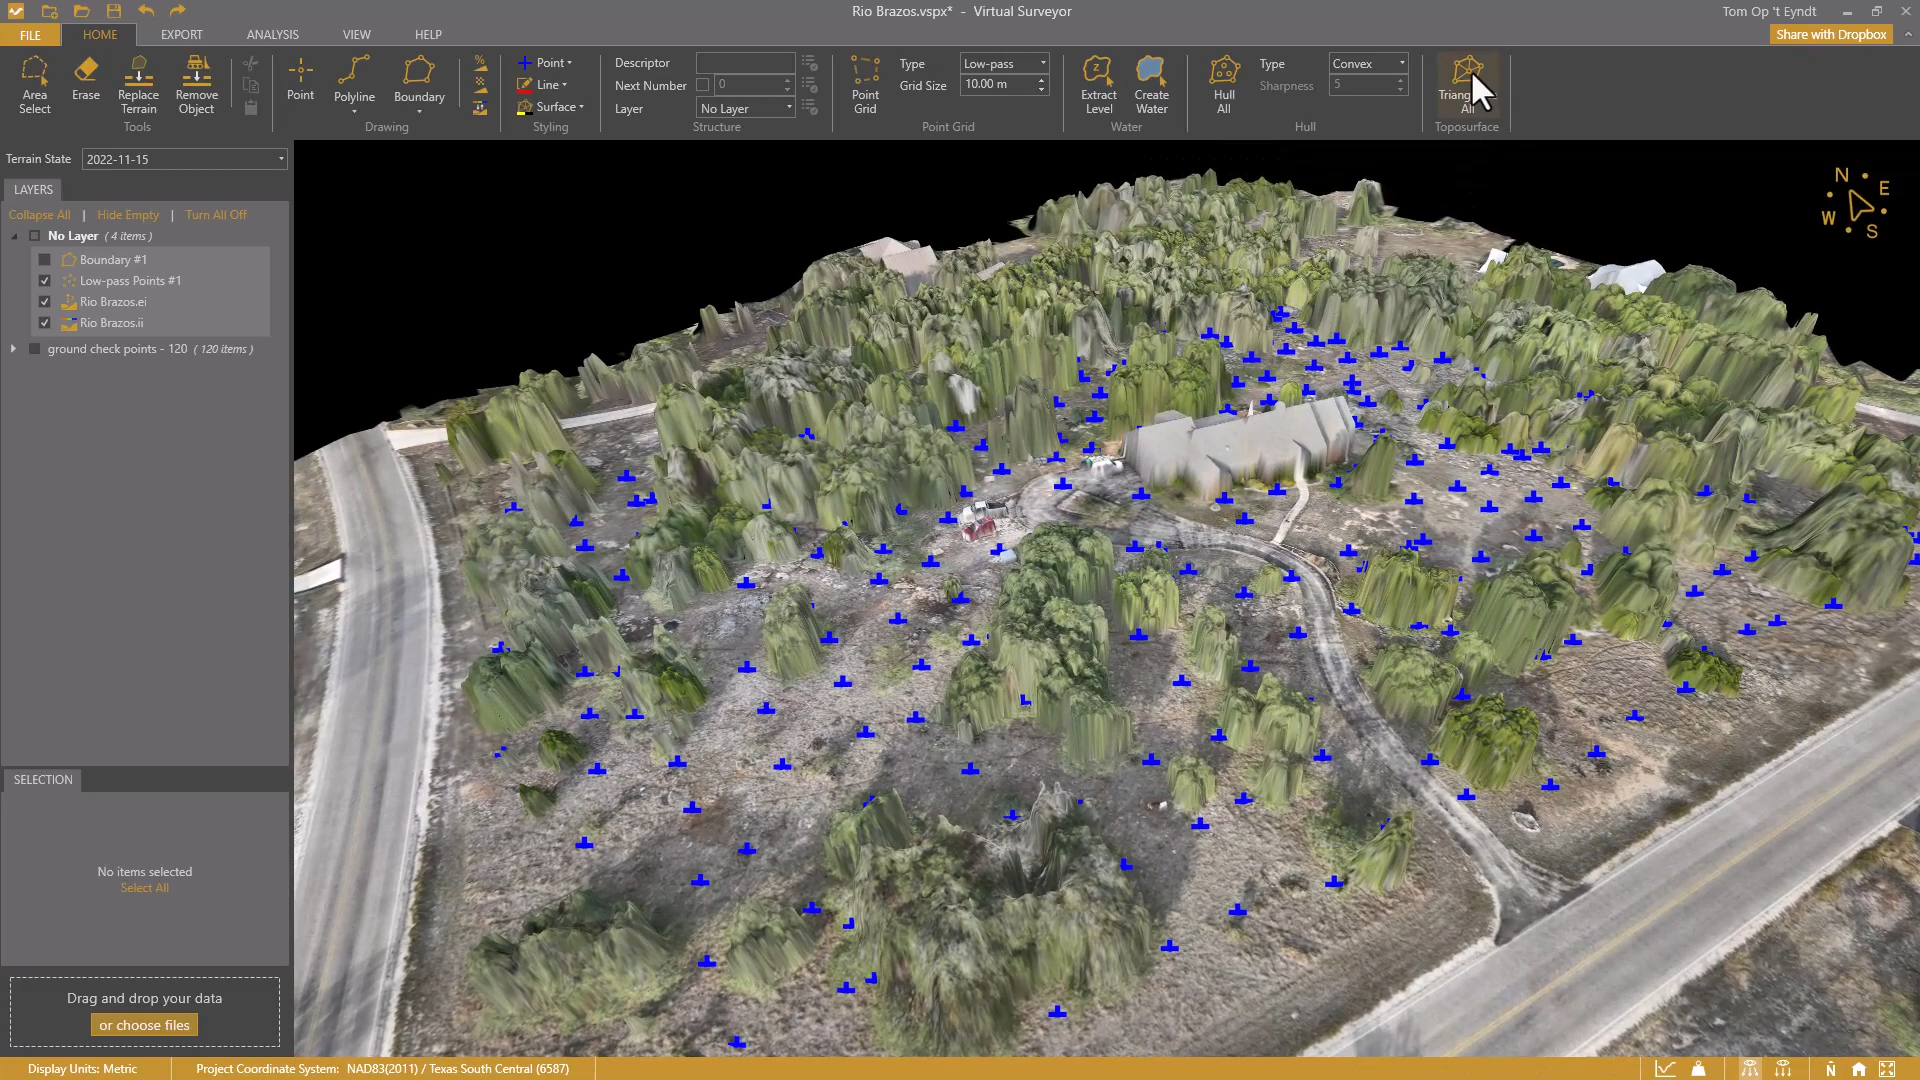 Rio Brazos.vspx* - Virtual Surveyor
Tom Op 't Eyndt
FILE
HOME
EXPORT
ANALYSIS
VIEW
HELP
Share with Dropbox
Area Select
Erase
Replace Terrain
Remove Object
Tools
Point
Polyline
Boundary
Drawing
Point
Line
Surface
Styling
Descriptor
Next Number 0
Layer No Layer
Structure
Point Grid
Type Low-pass
Grid Size 10.00 m
Point Grid
Extract Level
Create Water
Water
Hull All
Type Convex
Sharpness 5
Hull
Toposurface
Terrain State 2022-11-15
LAYERS
Collapse All | Hide Empty | Turn All Off
No Layer ( 4 items )
Boundary #1
Low-pass Points #1
Rio Brazos.ei
Rio Brazos.ii
ground check points - 120 ( 120 items )
N
E
W
S
SELECTION
No items selected
Select All
Drag and drop your data
or choose files
Display Units: Metric
Project Coordinate System: NAD83(2011) / Texas South Central (6587)
N